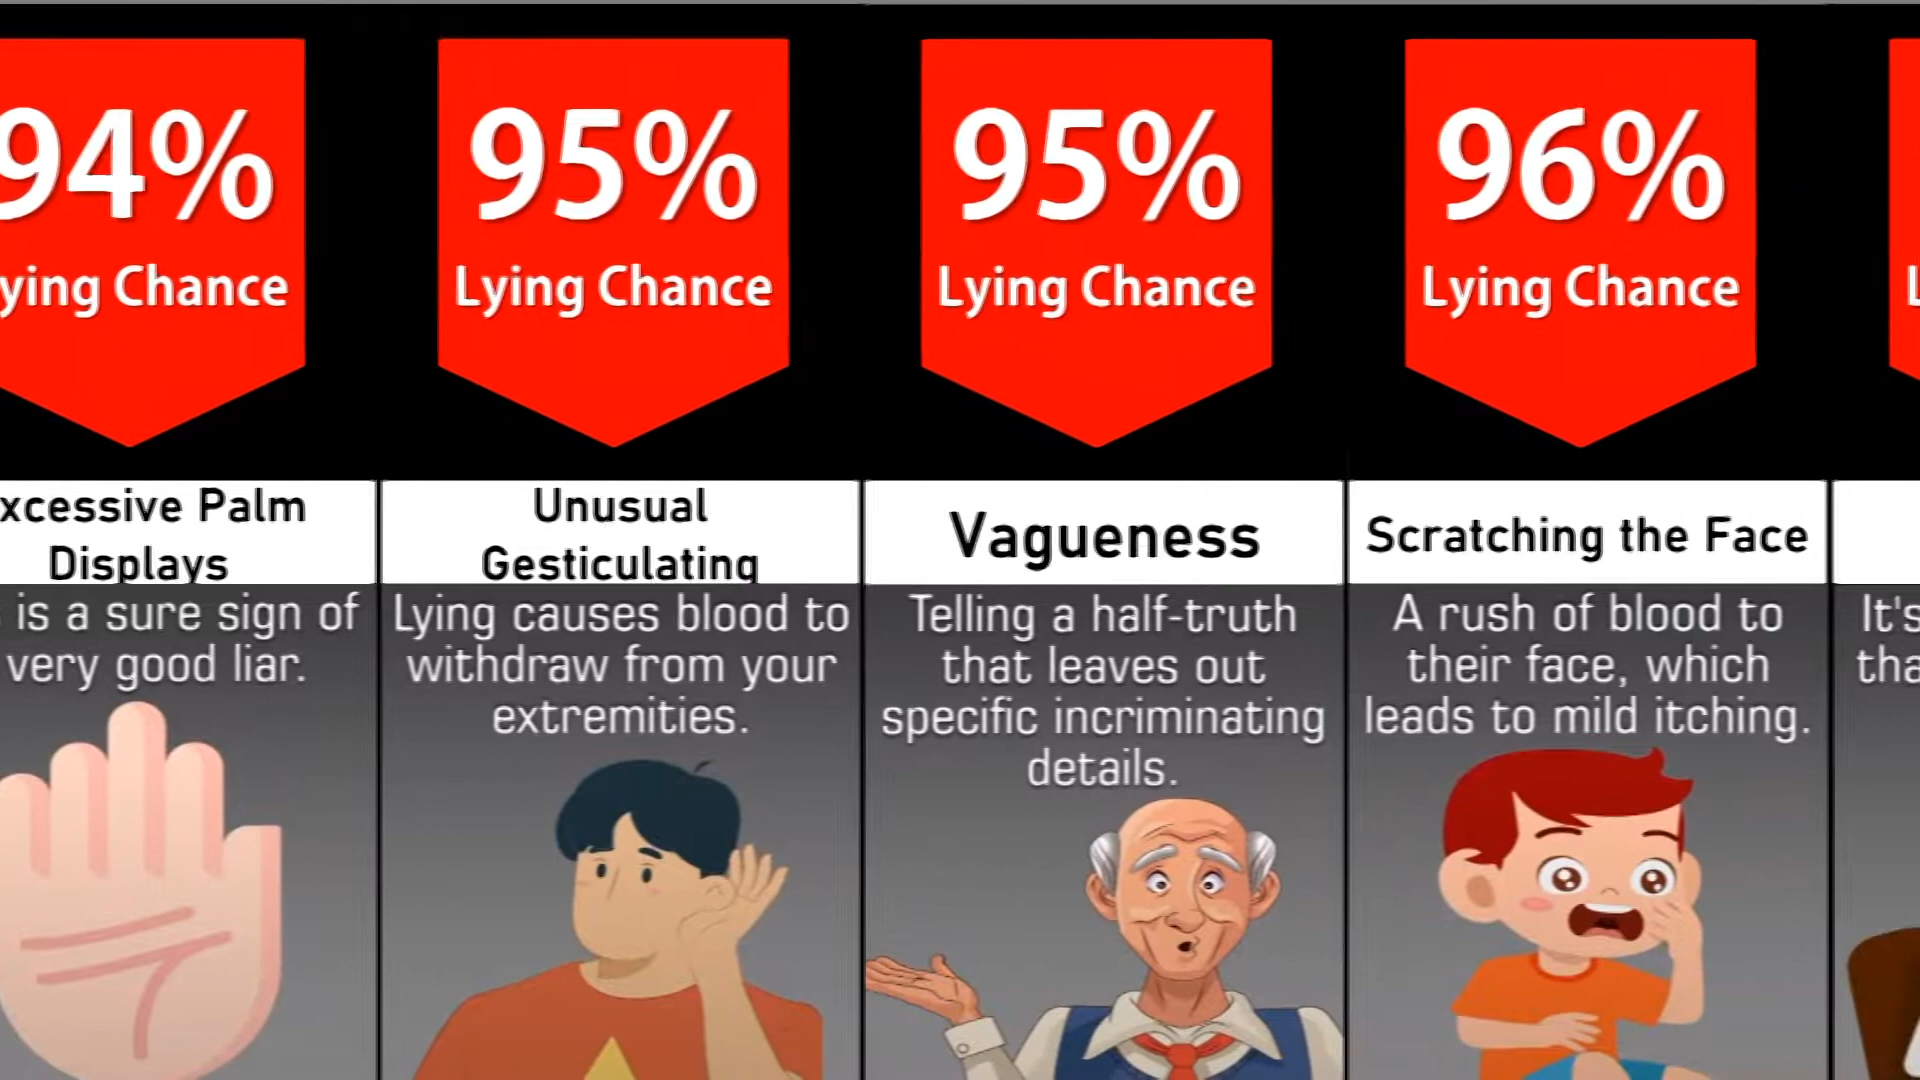 94%
ying Chance
xcessive Palm
Displays
is a sure sign of
very good liar.
95%
Lying Chance
Unusual
Gesticulating
Lying causes blood to
withdraw from your
extremities.
95%
Lying Chance
Vagueness
Telling a half-truth
that leaves out
specific incriminating
details.
96%
Lying Chance
Scratching the Face
A rush of blood to
their face, which
leads to mild itching.
L
It's
tha